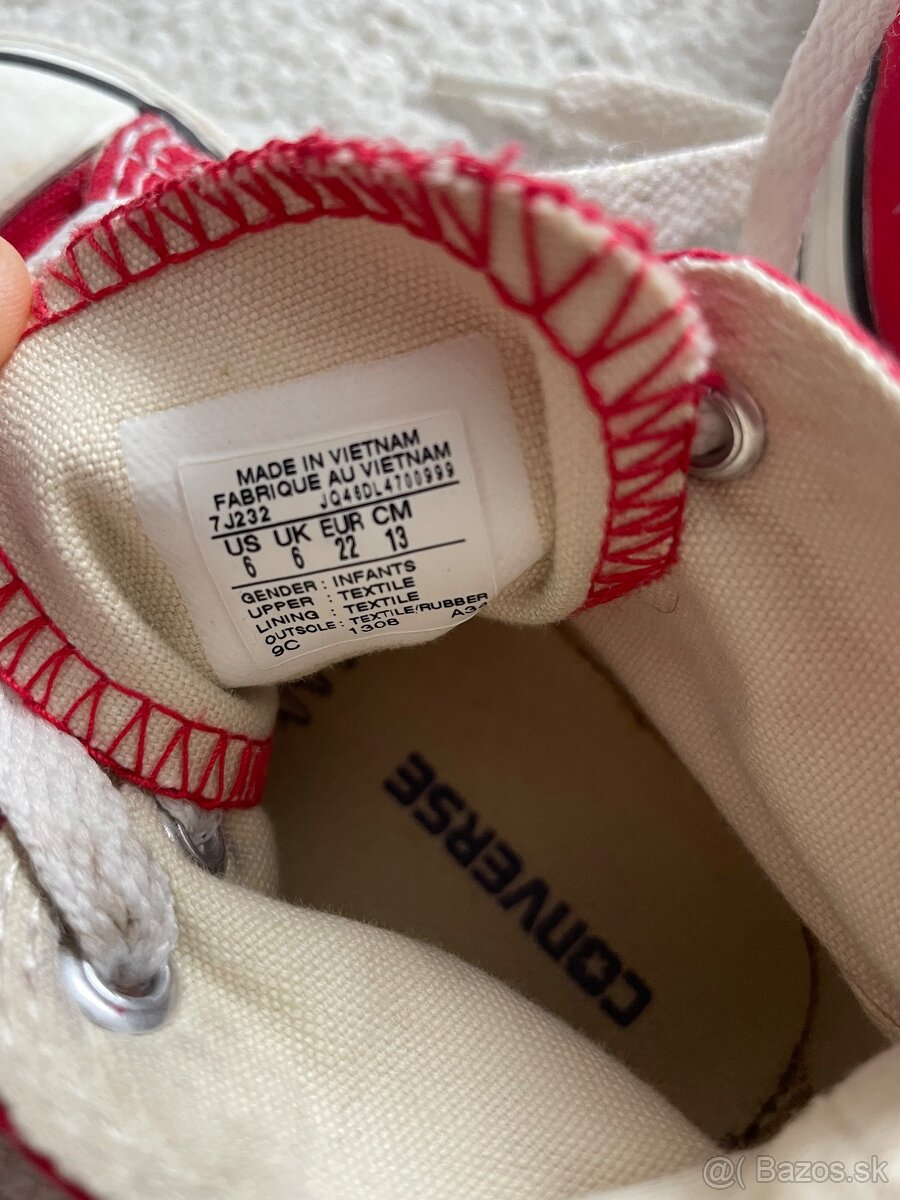 MADE IN VIETNAM
FABRIQUE AU VIETNAM
7J232 JQ46DL4700999
US UK EUR CM
6 6 22 13
GENDER : INFANTS
UPPER : TEXTILE
LINING : TEXTILE
OUTSOLE : TEXTILE/RUBBER
9C 1308
CONVERSE
@( Bazos.sk